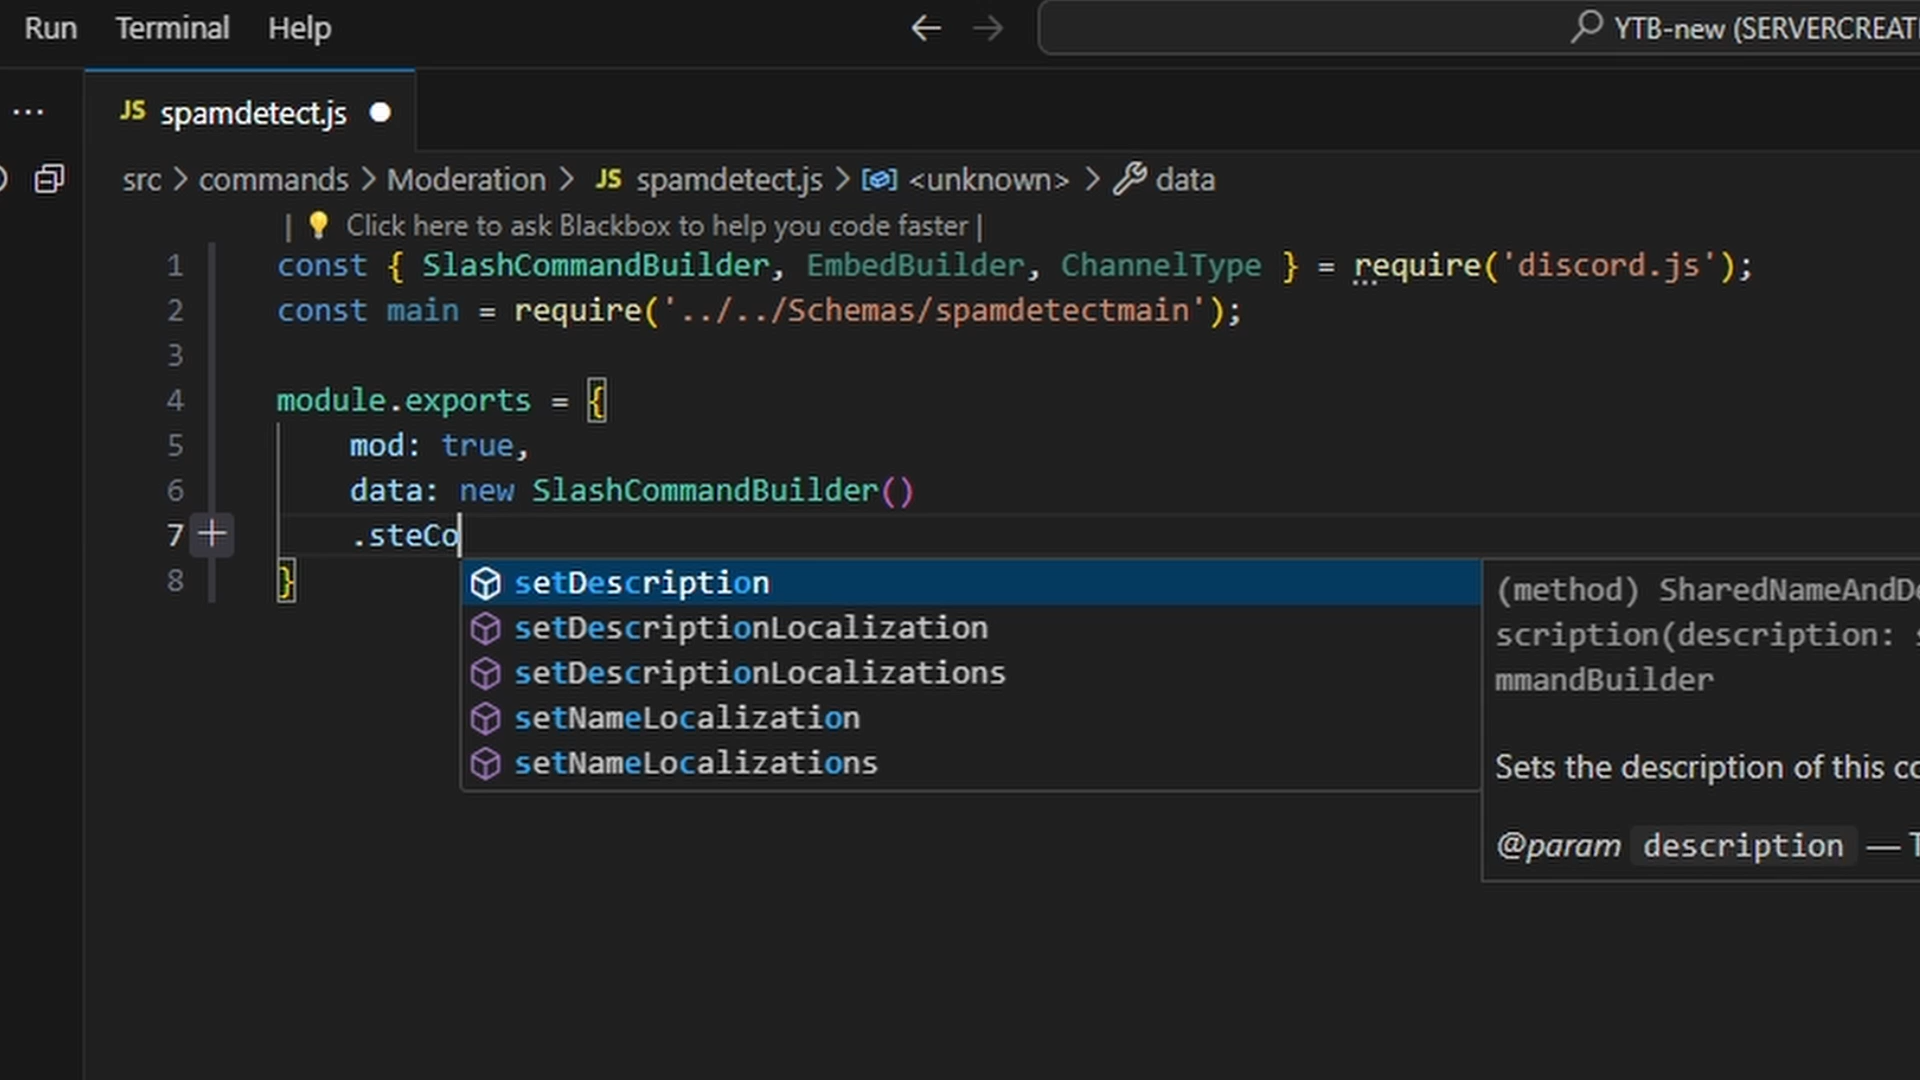 Run Terminal Help
YTB-new (SERVERCREAT
JS spamdetect.js
src > commands > Moderation > JS spamdetect.js > <unknown> > data
| 💡 Click here to ask Blackbox to help you code faster |
1 const { SlashCommandBuilder, EmbedBuilder, ChannelType } = require('discord.js');
2 const main = require('../../Schemas/spamdetectmain');
3
4 module.exports = {
5 mod: true,
6 data: new SlashCommandBuilder()
7 .steCo
8 }
setDescription
setDescriptionLocalization
setDescriptionLocalizations
setNameLocalization
setNameLocalizations
(method) SharedNameAndDe
scription(description: s
mmandBuilder
Sets the description of this co
@param description — T